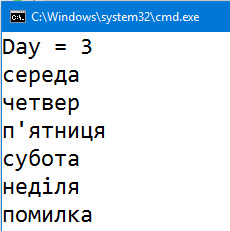 C:\Windows\system32\cmd.exe
Day = 3
середа
четвер
п'ятниця
субота
неділя
помилка